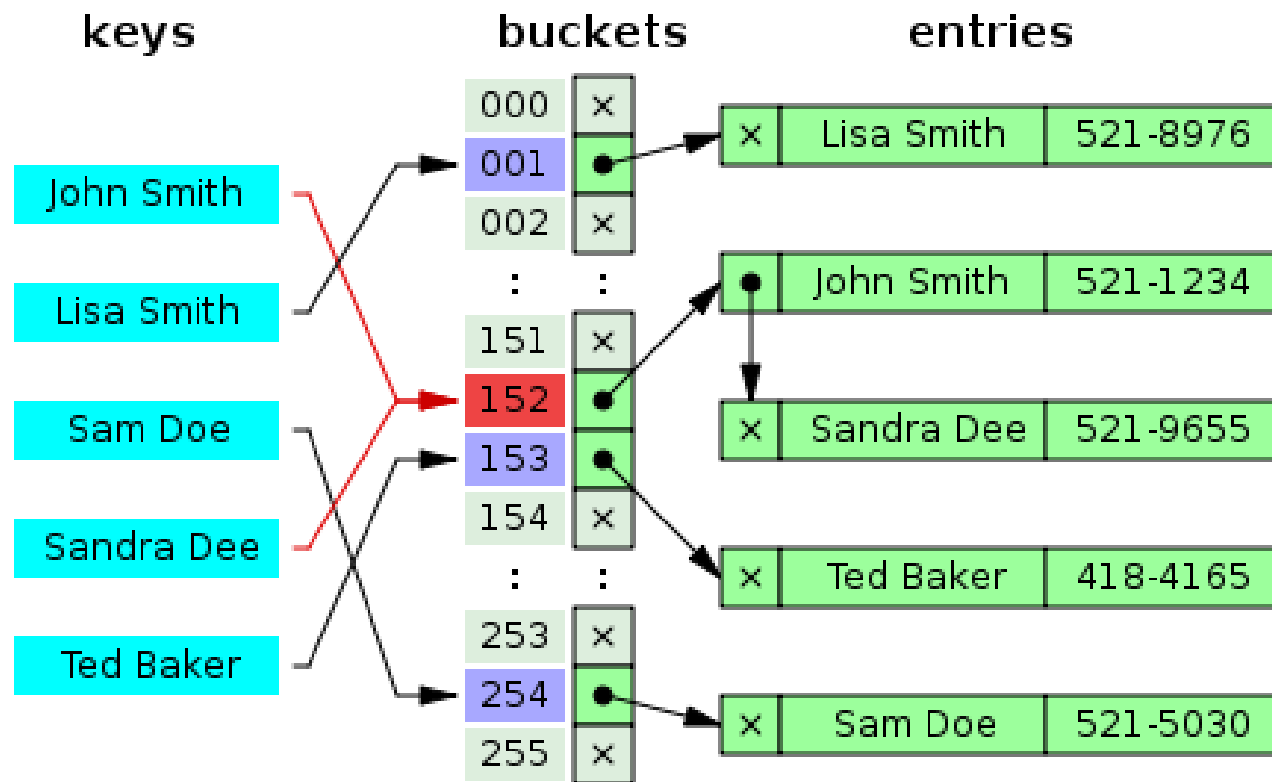 keys
buckets
entries
John Smith
Lisa Smith
Sam Doe
Sandra Dee
Ted Baker
000 ×
001
002 ×
: :
151 ×
152
153
154 ×
: :
253 ×
254
255 ×
× Lisa Smith 521-8976
John Smith 521-1234
× Sandra Dee 521-9655
× Ted Baker 418-4165
× Sam Doe 521-5030